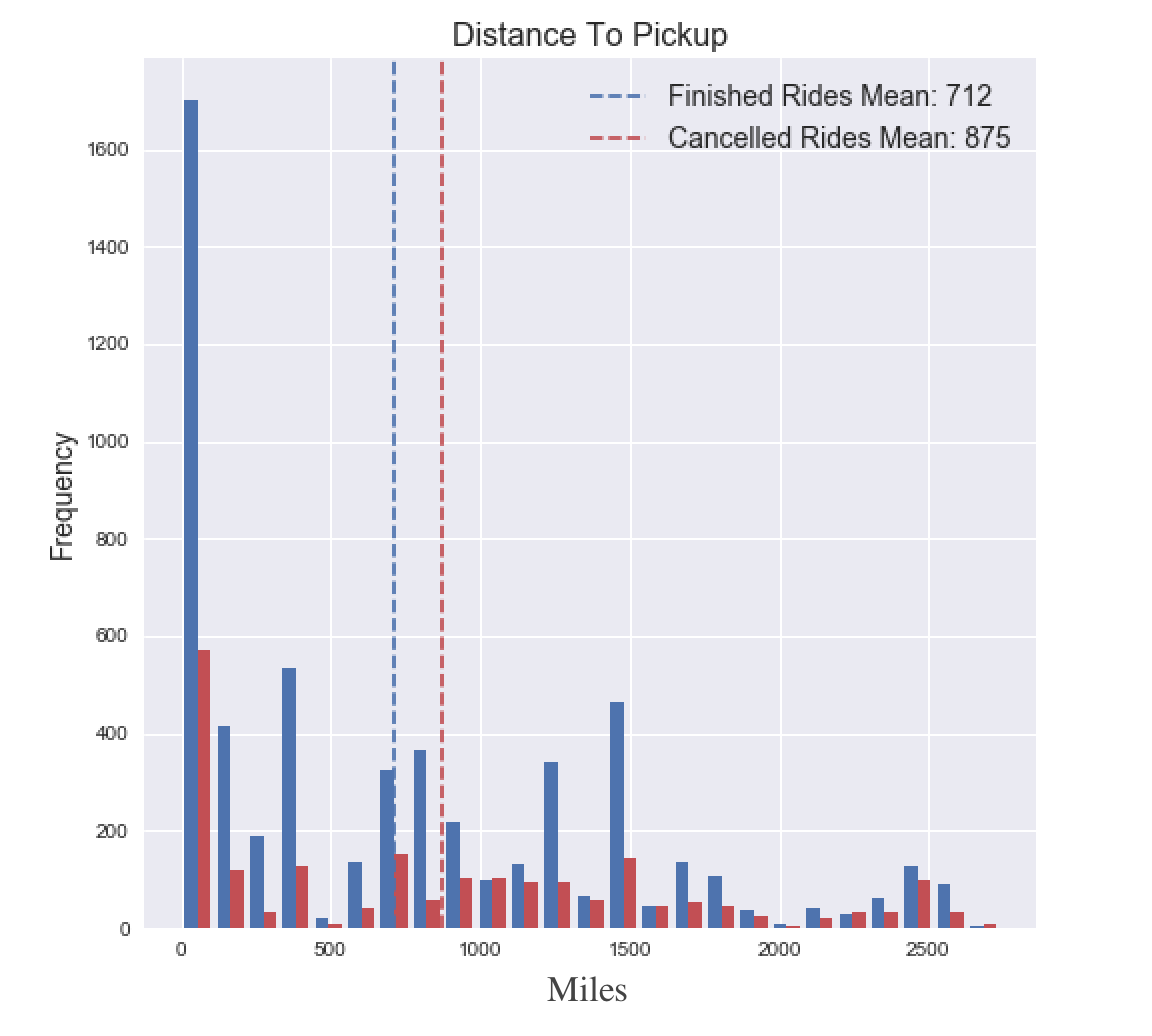 Distance To Pickup
Finished Rides Mean: 712
Cancelled Rides Mean: 875
1600
1400
1200
1000
800
600
400
200
0
Frequency
0 500 1000 1500 2000 2500
Miles